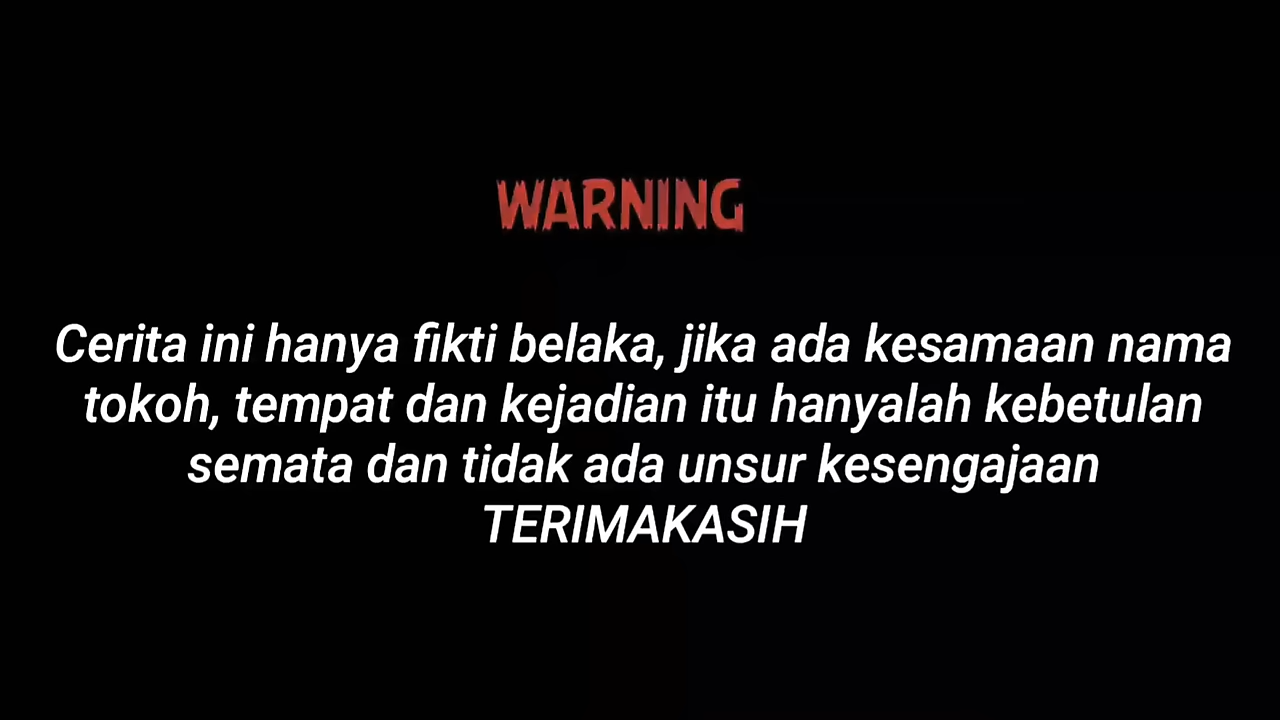 WARNING
Cerita ini hanya fikti belaka, jika ada kesamaan nama
tokoh, tempat dan kejadian itu hanyalah kebetulan
semata dan tidak ada unsur kesengajaan
TERIMAKASIH